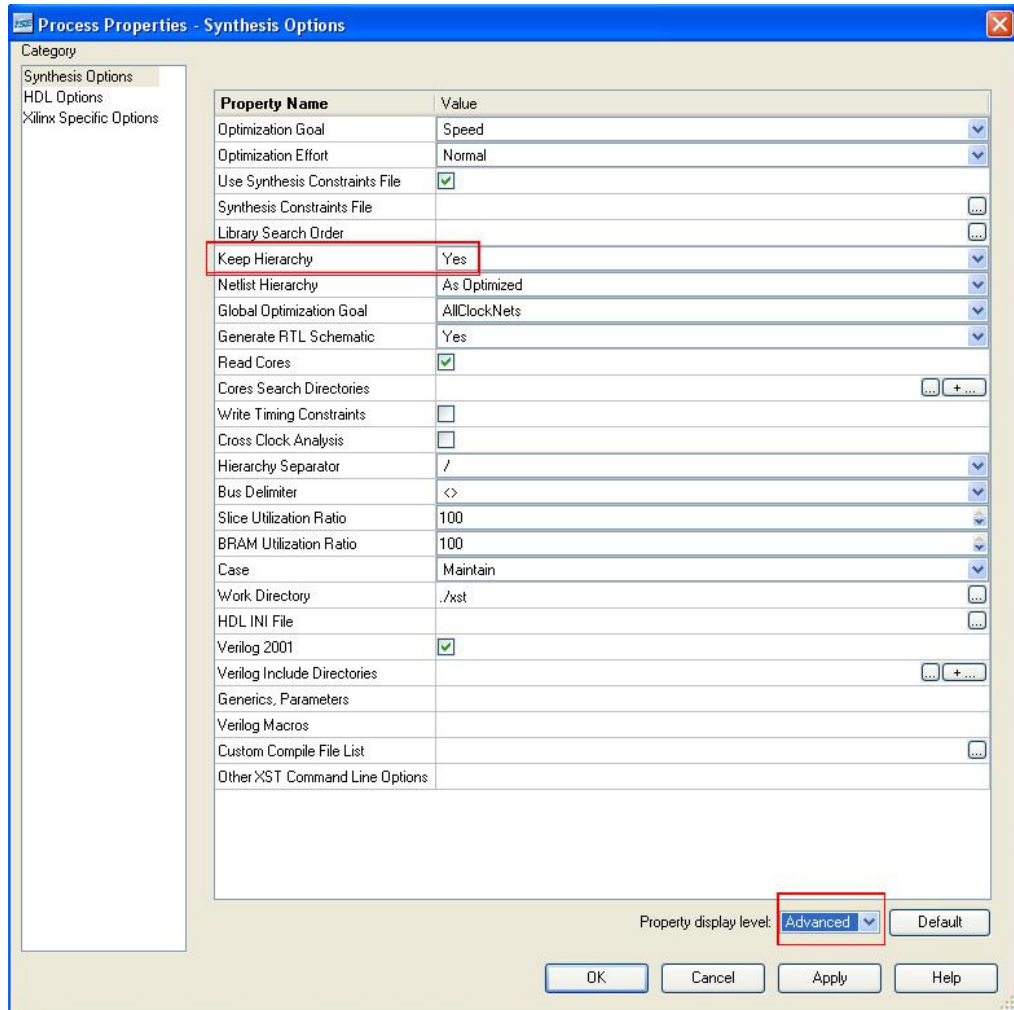 ISE Process Properties - Synthesis Options
Category
Synthesis Options
HDL Options
Xilinx Specific Options
Property Name Value
Optimization Goal Speed
Optimization Effort Normal
Use Synthesis Constraints File
Synthesis Constraints File ...
Library Search Order ...
Keep Hierarchy Yes
Netlist Hierarchy As Optimized
Global Optimization Goal AllClockNets
Generate RTL Schematic Yes
Read Cores
Cores Search Directories ... + ...
Write Timing Constraints
Cross Clock Analysis
Hierarchy Separator /
Bus Delimiter <>
Slice Utilization Ratio 100
BRAM Utilization Ratio 100
Case Maintain
Work Directory ./xst ...
HDL INI File ...
Verilog 2001
Verilog Include Directories ... + ...
Generics, Parameters
Verilog Macros
Custom Compile File List ...
Other XST Command Line Options
Property display level: Advanced Default
OK Cancel Apply Help